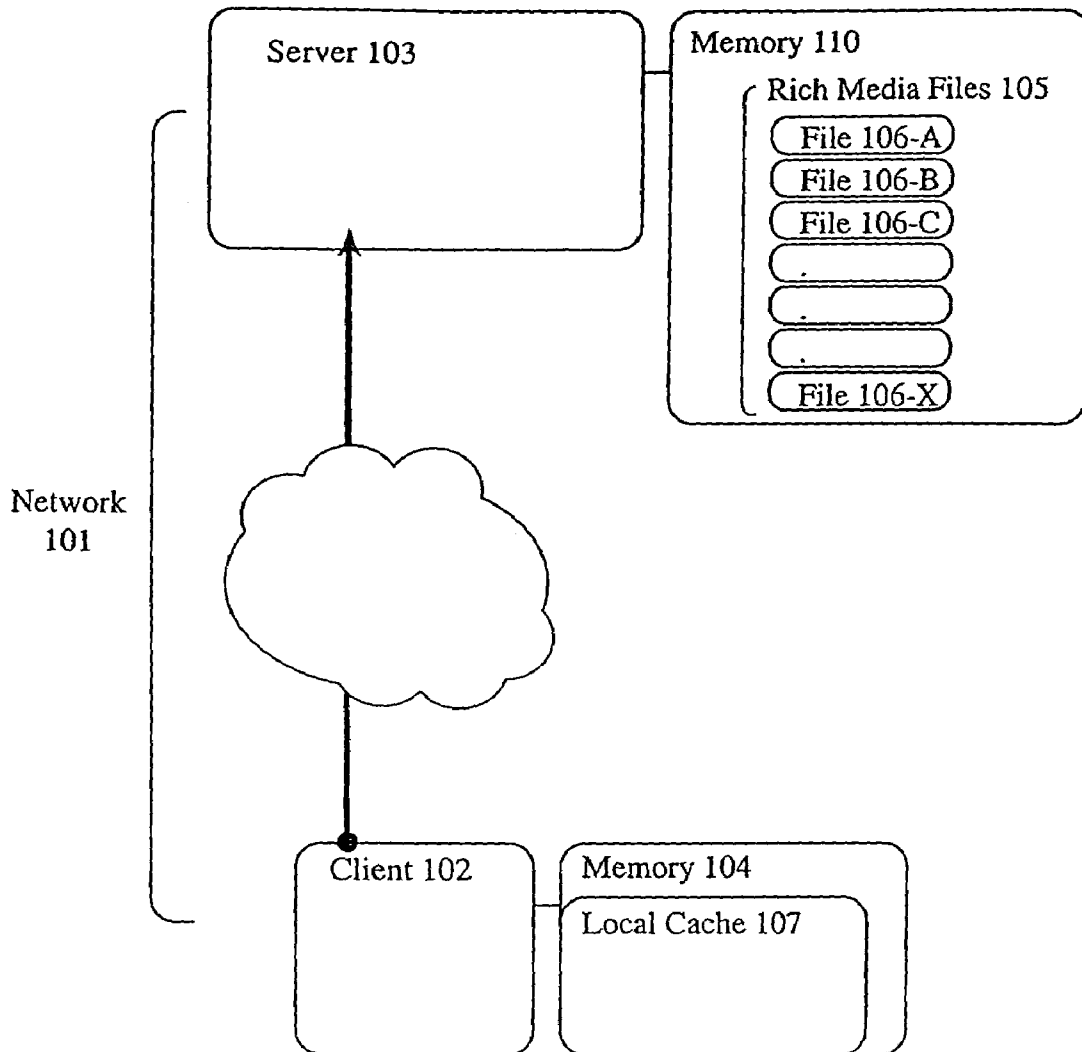 Server 103
Memory 110
Rich Media Files 105
File 106-A
File 106-B
File 106-C
.
.
.
File 106-X
Network
101
Client 102
Memory 104
Local Cache 107